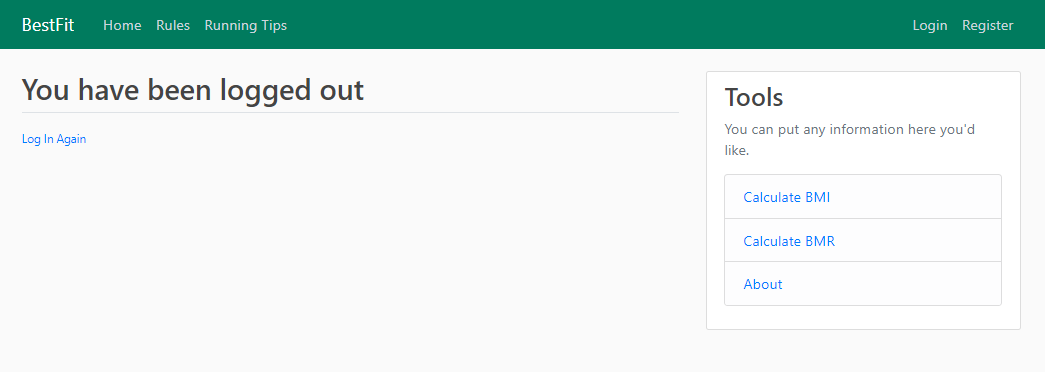 BestFit Home Rules Running Tips Login Register
You have been logged out
Log In Again
Tools
You can put any information here you'd
like.
Calculate BMI
Calculate BMR
About